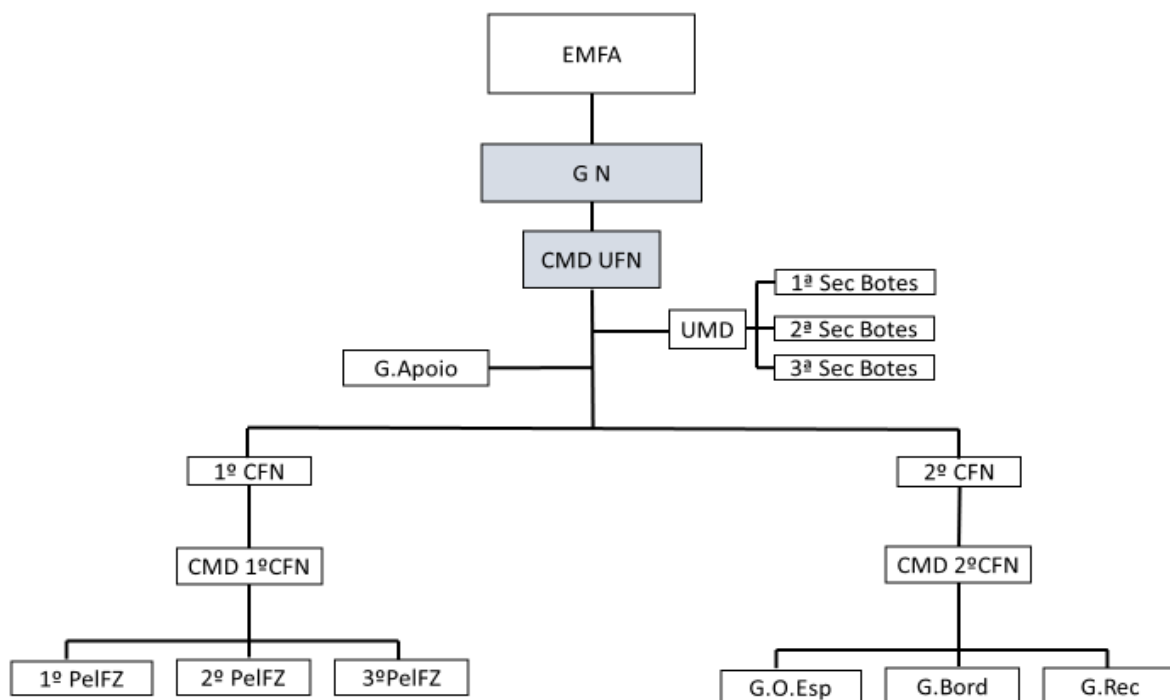 EMFA
G N
CMD UFN
1ª Sec Botes
UMD
2ª Sec Botes
G.Apoio
3ª Sec Botes
1º CFN
2º CFN
CMD 1ºCFN
CMD 2ºCFN
1º PelFZ
2º PelFZ
3ºPelFZ
G.O.Esp
G.Bord
G.Rec